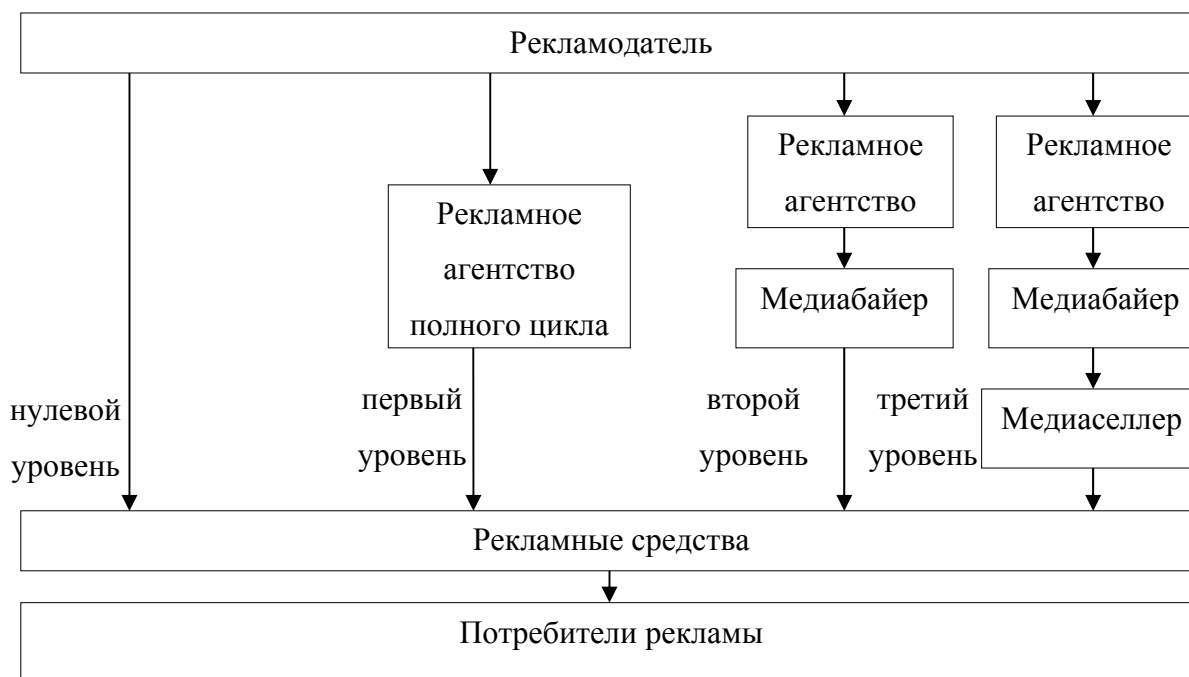 Рекламодатель
Рекламное
агентство
Рекламное
агентство
Рекламное
агентство
полного цикла
Медиабайер
Медиабайер
нулевой
уровень
первый
уровень
второй
уровень
третий
уровень
Медиаселлер
Рекламные средства
Потребители рекламы